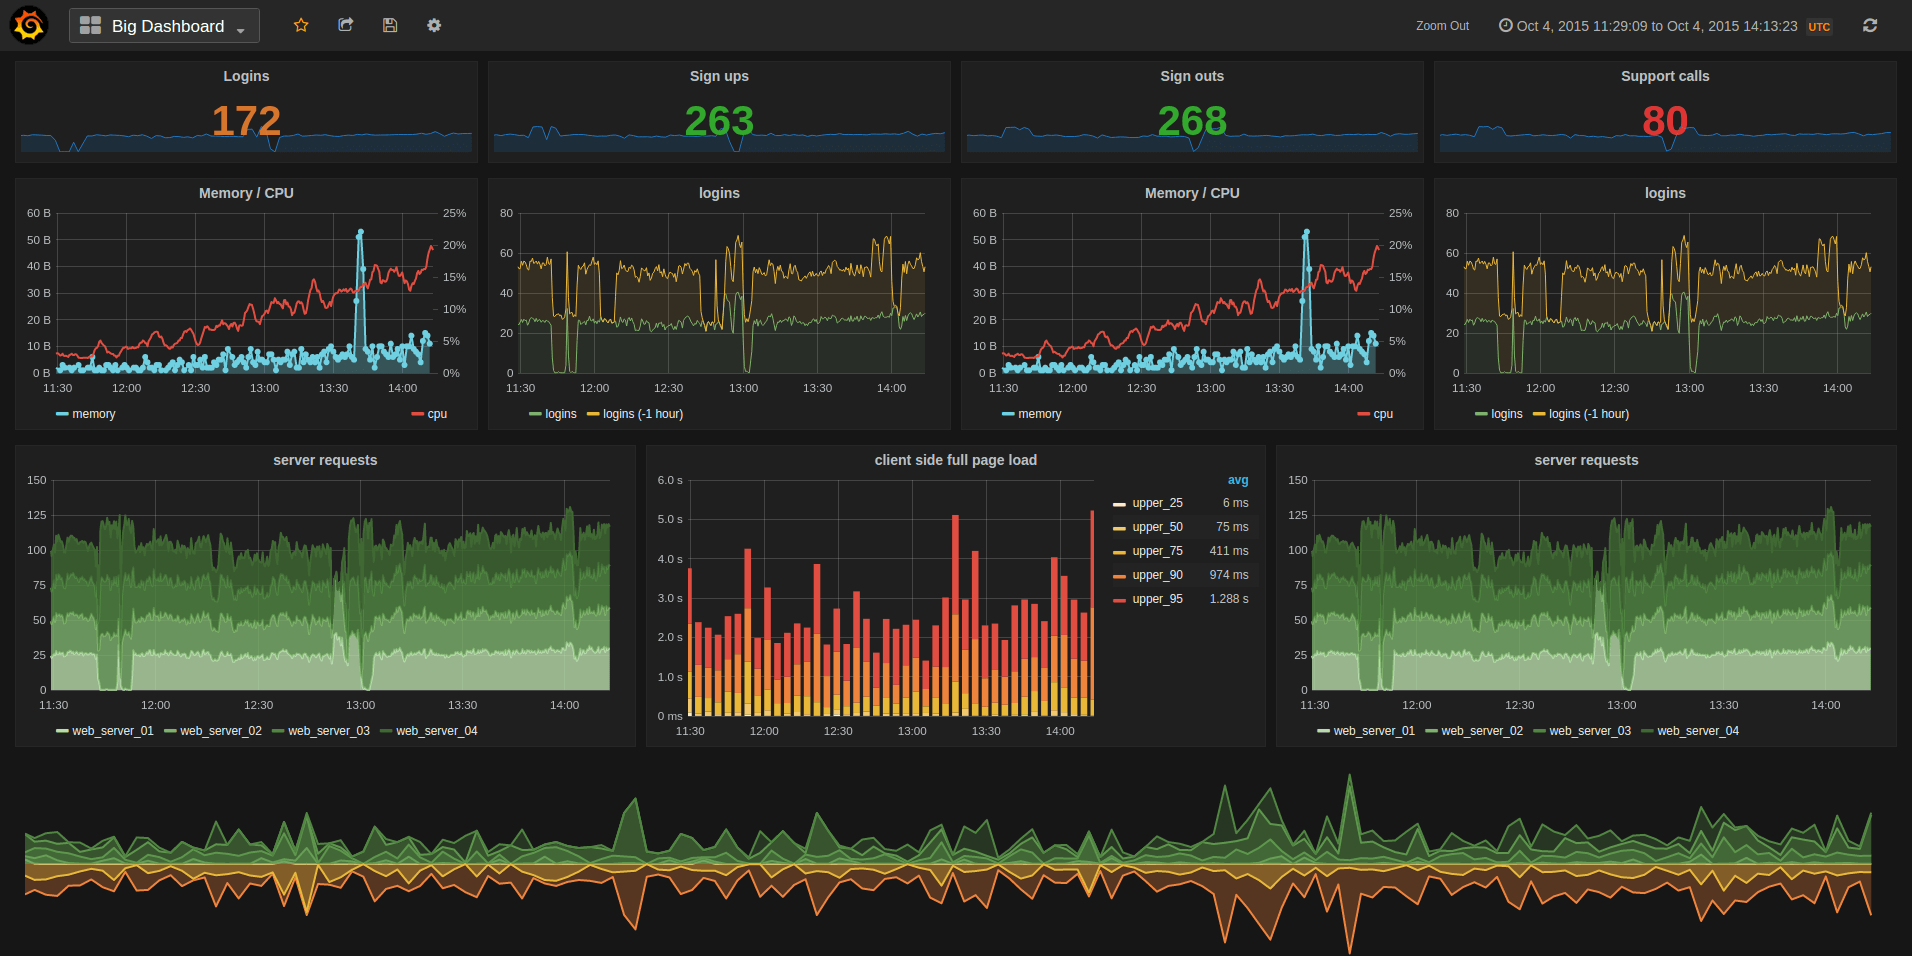 Big Dashboard
Zoom Out Oct 4, 2015 11:29:09 to Oct 4, 2015 14:13:23 UTC
Logins
172
Sign ups
263
Sign outs
268
Support calls
80
Memory / CPU
60 B
50 B
40 B
30 B
20 B
10 B
0 B
25%
20%
15%
10%
5%
0%
11:30 12:00 12:30 13:00 13:30 14:00
memory cpu
logins
80
60
40
20
0
11:30 12:00 12:30 13:00 13:30 14:00
logins logins (-1 hour)
Memory / CPU
60 B
50 B
40 B
30 B
20 B
10 B
0 B
25%
20%
15%
10%
5%
0%
11:30 12:00 12:30 13:00 13:30 14:00
memory cpu
logins
80
60
40
20
0
11:30 12:00 12:30 13:00 13:30 14:00
logins logins (-1 hour)
server requests
150
125
100
75
50
25
0
11:30 12:00 12:30 13:00 13:30 14:00
web_server_01 web_server_02 web_server_03 web_server_04
client side full page load
6.0 s
5.0 s
4.0 s
3.0 s
2.0 s
1.0 s
0 ms
11:30 12:00 12:30 13:00 13:30 14:00
avg
upper_25 6 ms
upper_50 75 ms
upper_75 411 ms
upper_90 974 ms
upper_95 1.288 s
server requests
150
125
100
75
50
25
0
11:30 12:00 12:30 13:00 13:30 14:00
web_server_01 web_server_02 web_server_03 web_server_04